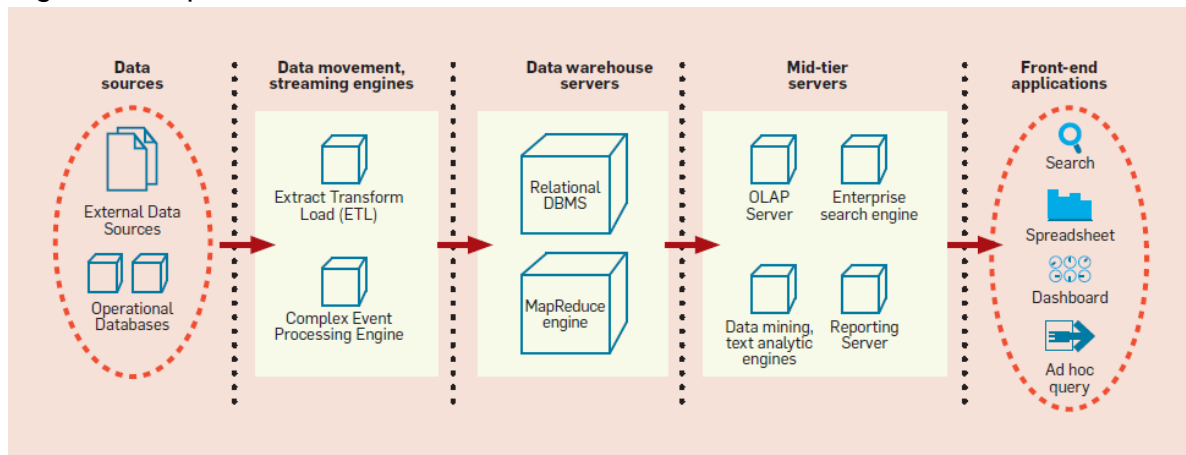 Data
sources
External Data
Sources
Operational
Databases
Data movement,
streaming engines
Extract Transform
Load (ETL)
Complex Event
Processing Engine
Data warehouse
servers
Relational
DBMS
MapReduce
engine
Mid-tier
servers
OLAP
Server
Enterprise
search engine
Data mining,
text analytic
engines
Reporting
Server
Front-end
applications
Search
Spreadsheet
Dashboard
Ad hoc
query